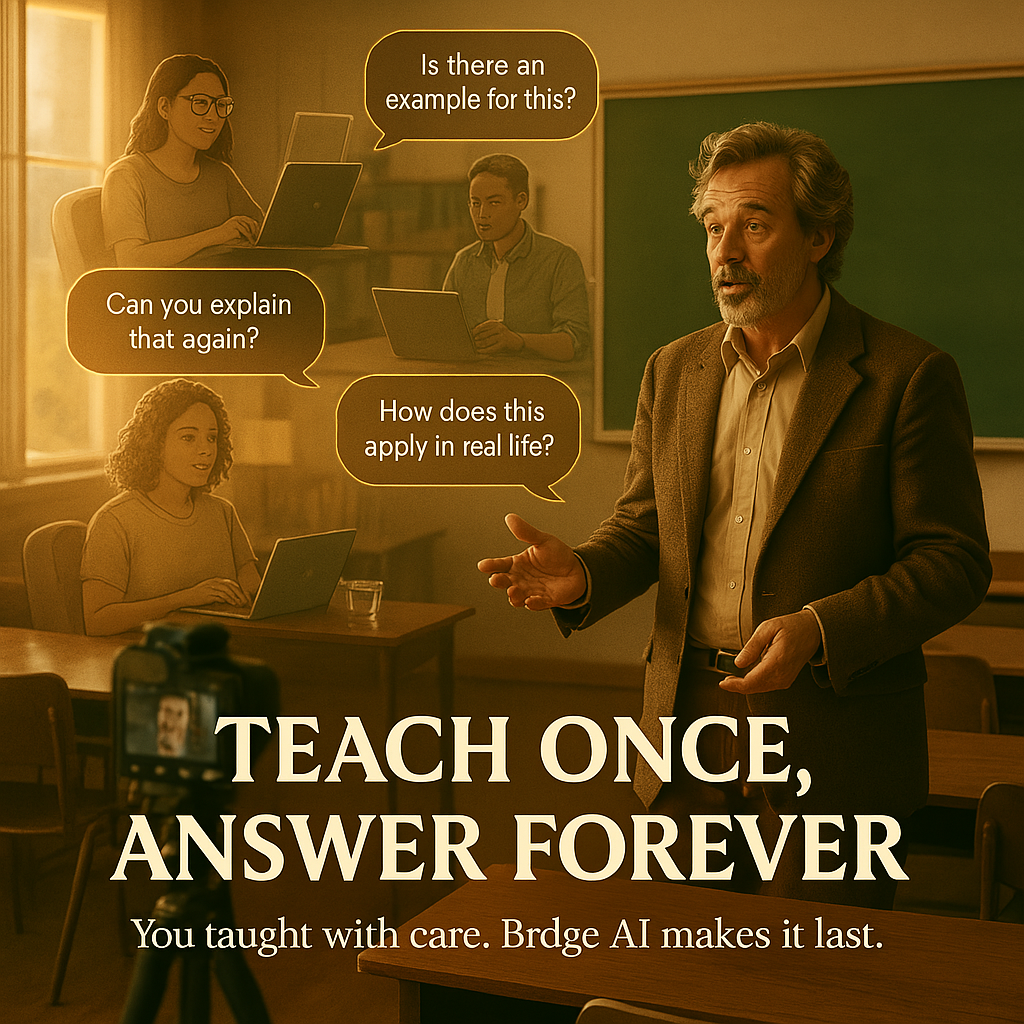 Is there an
example for this?
Can you explain
that again?
How does this
apply in real life?
TEACH ONCE,
ANSWER FOREVER
You taught with care. Brdge AI makes it last.